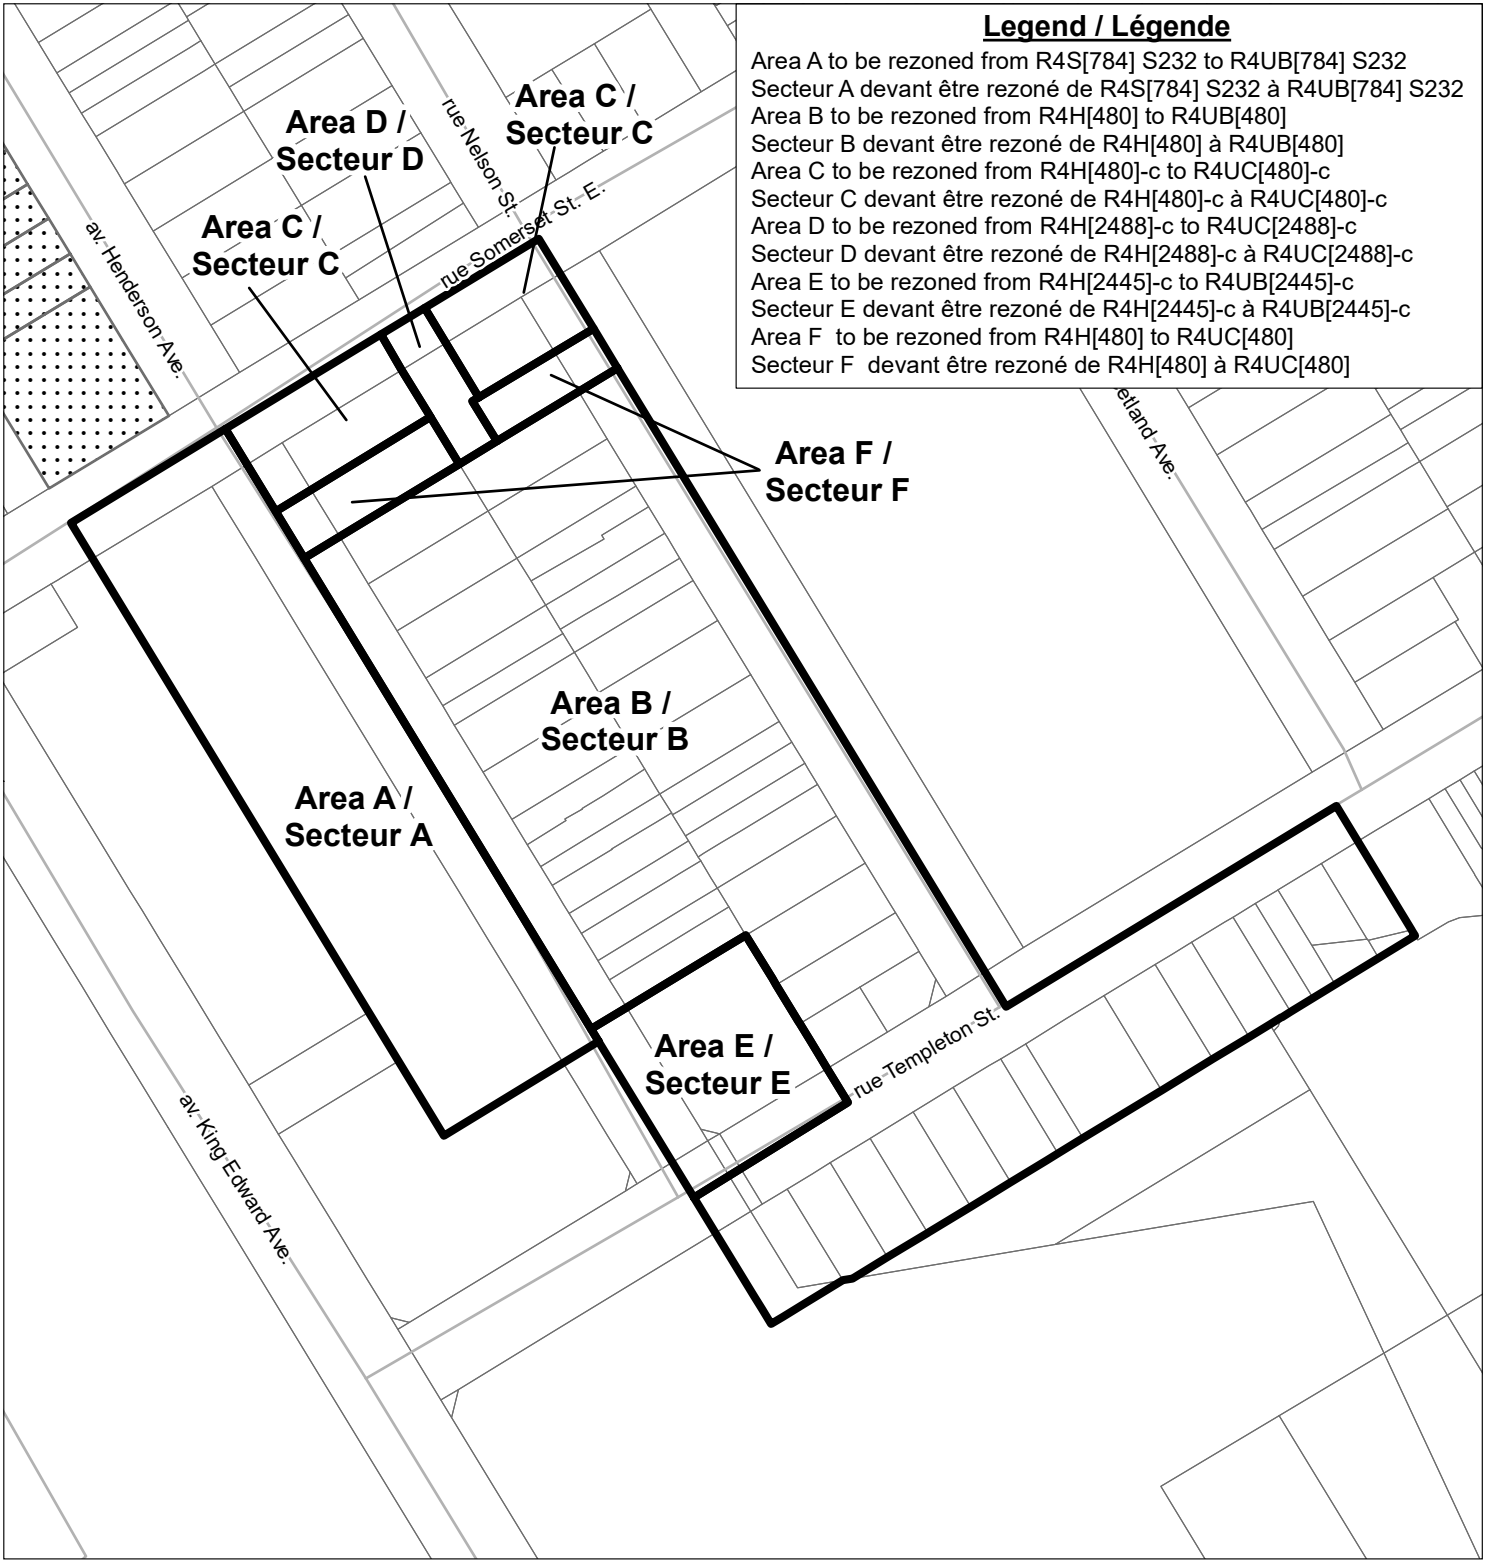 Legend / Légende
Area A to be rezoned from R4S[784] S232 to R4UB[784] S232
Secteur A devant être rezoné de R4S[784] S232 à R4UB[784] S232
Area B to be rezoned from R4H[480] to R4UB[480]
Secteur B devant être rezoné de R4H[480] à R4UB[480]
Area C to be rezoned from R4H[480]-c to R4UC[480]-c
Secteur C devant être rezoné de R4H[480]-c à R4UC[480]-c
Area D to be rezoned from R4H[2488]-c to R4UC[2488]-c
Secteur D devant être rezoné de R4H[2488]-c à R4UC[2488]-c
Area E to be rezoned from R4H[2445]-c to R4UB[2445]-c
Secteur E devant être rezoné de R4H[2445]-c à R4UB[2445]-c
Area F to be rezoned from R4H[480] to R4UC[480]
Secteur F devant être rezoné de R4H[480] à R4UC[480]
Area C /
Secteur C
Area D /
Secteur D
rue Nelson St.
Area C /
Secteur C
rue Somerset St. E.
av. Henderson Ave.
etland Ave.
Area F /
Secteur F
Area B /
Secteur B
Area A /
Secteur A
Area E /
Secteur E
rue Templeton St.
av. King Edward Ave.